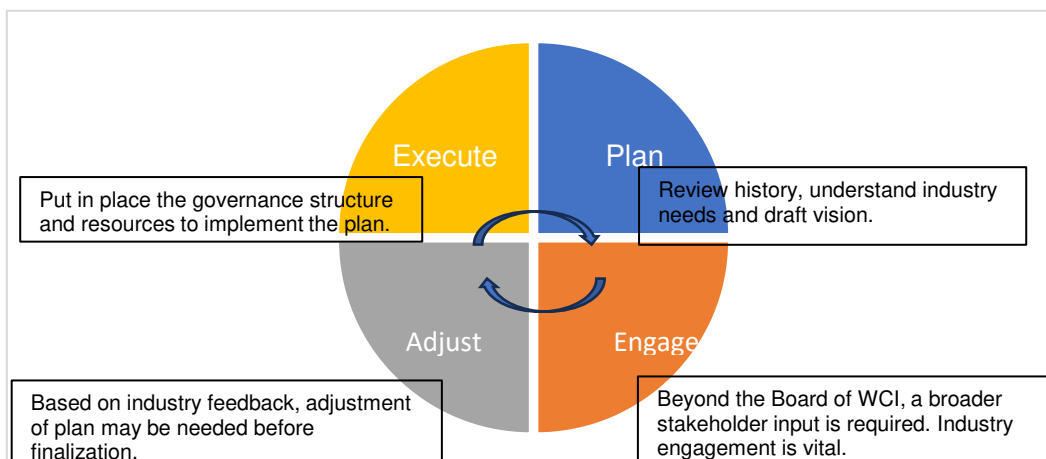 Execute
Plan
Put in place the governance structure
and resources to implement the plan.
Review history, understand industry
needs and draft vision.
Adjust
Engage
Based on industry feedback, adjustment
of plan may be needed before
finalization.
Beyond the Board of WCI, a broader
stakeholder input is required. Industry
engagement is vital.